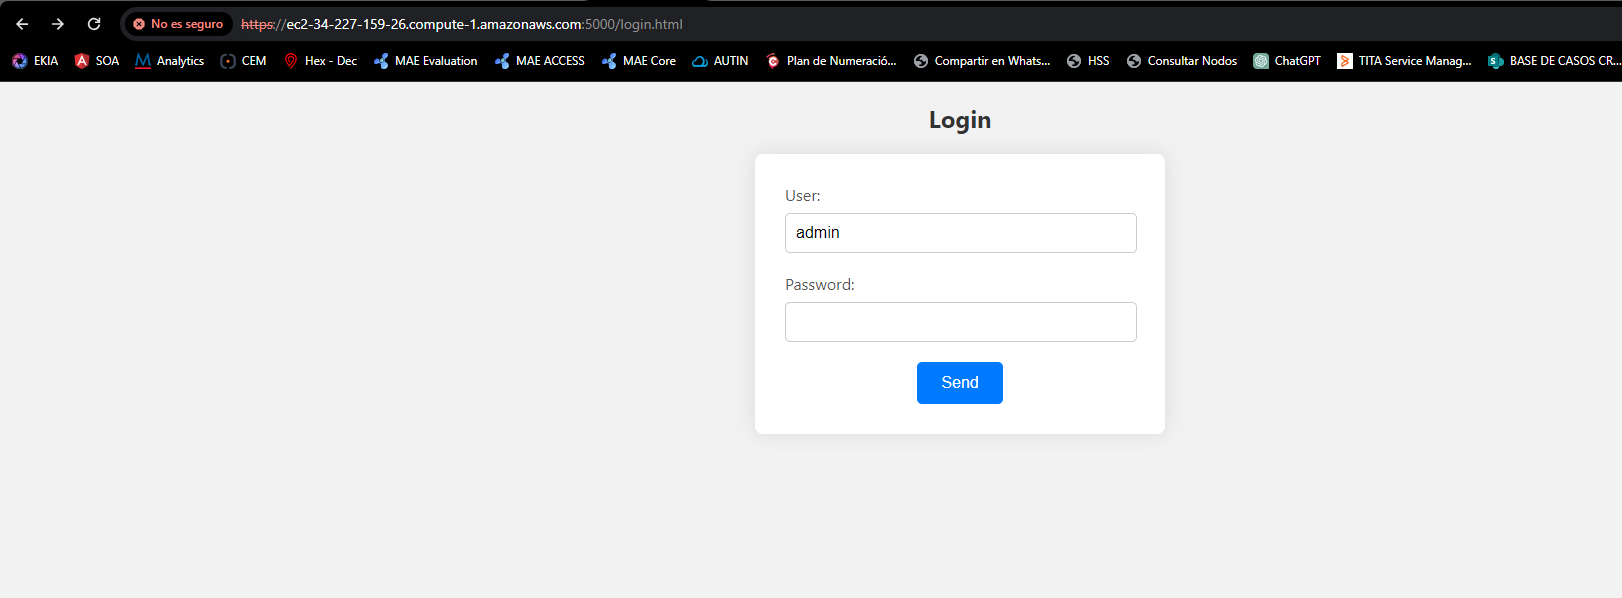 No es seguro https://ec2-34-227-159-26.compute-1.amazonaws.com:5000/login.html
EKIA SOA Analytics CEM Hex - Dec MAE Evaluation MAE ACCESS MAE Core AUTIN Plan de Numeració... Compartir en Whats... HSS Consultar Nodos ChatGPT TITA Service Manag... BASE DE CASOS CR...
Login
User:
admin
Password:
Send